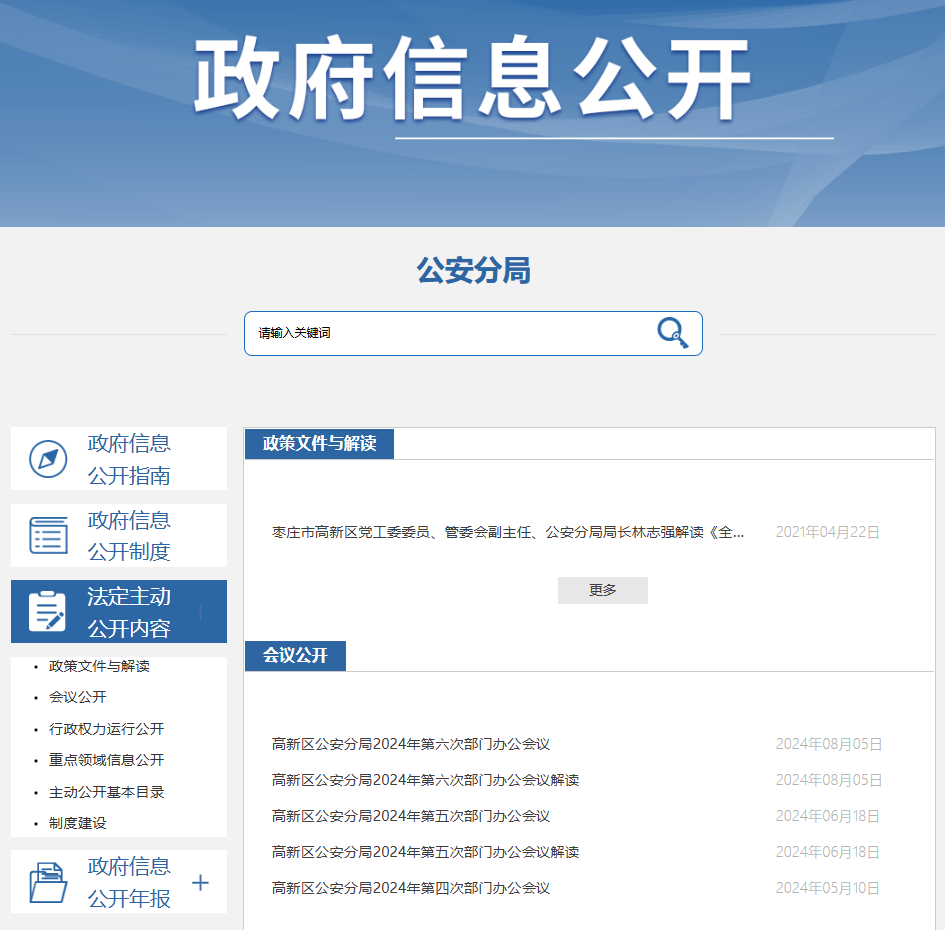 政府信息公开
公安分局
请输入关键词
政府信息
公开指南
政府信息
公开制度
法定主动
公开内容
政策文件与解读
会议公开
行政权力运行公开
重点领域信息公开
主动公开基本目录
制度建设
政府信息
公开年报
+
政策文件与解读
枣庄市高新区党工委委员、管委会副主任、公安分局局长林志强解读《全... 2021年04月22日
更多
会议公开
高新区公安分局2024年第六次部门办公会议 2024年08月05日
高新区公安分局2024年第六次部门办公会议解读 2024年08月05日
高新区公安分局2024年第五次部门办公会议 2024年06月18日
高新区公安分局2024年第五次部门办公会议解读 2024年06月18日
高新区公安分局2024年第四次部门办公会议 2024年05月10日